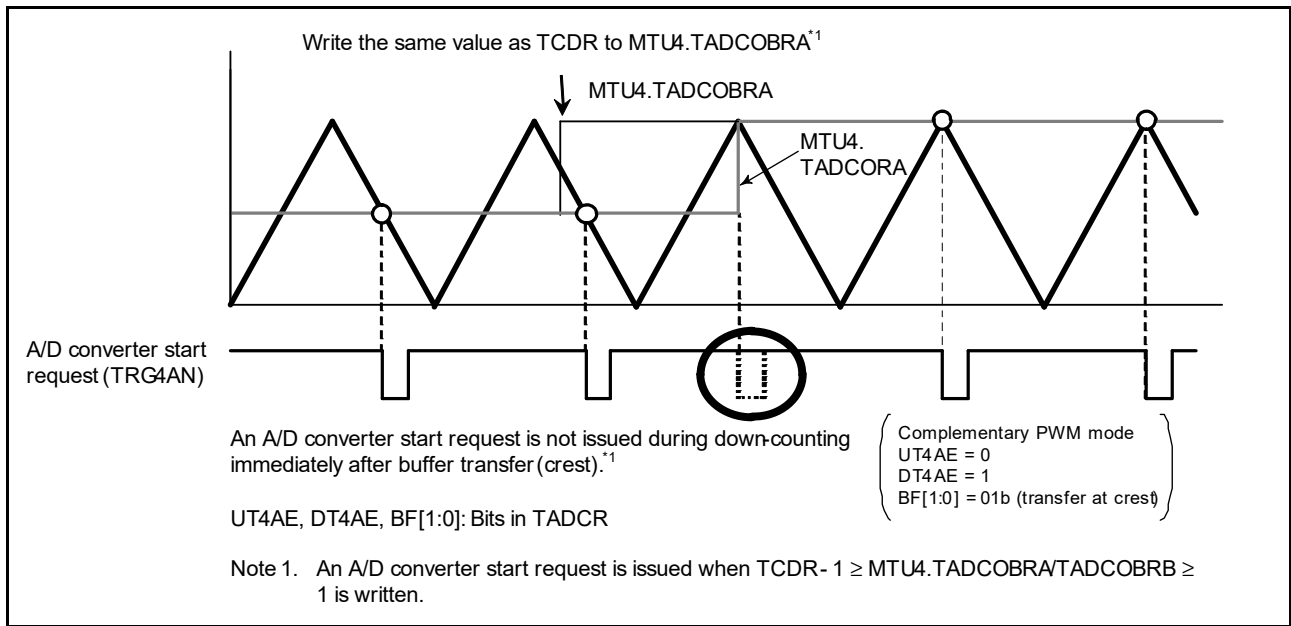 Write the same value as TCDR to MTU4.TADCOBRA*1
MTU4.TADCOBRA
MTU4.
TADCORA
A/D converter start
request (TRG4AN)
An A/D converter start request is not issued during down-counting
immediately after buffer transfer (crest).*1
Complementary PWM mode
UT4AE = 0
DT4AE = 1
BF[1:0] = 01b (transfer at crest)
UT4AE, DT4AE, BF[1:0]: Bits in TADCR
Note 1. An A/D converter start request is issued when TCDR - 1 ≥ MTU4.TADCOBRA/TADCOBRB ≥
1 is written.